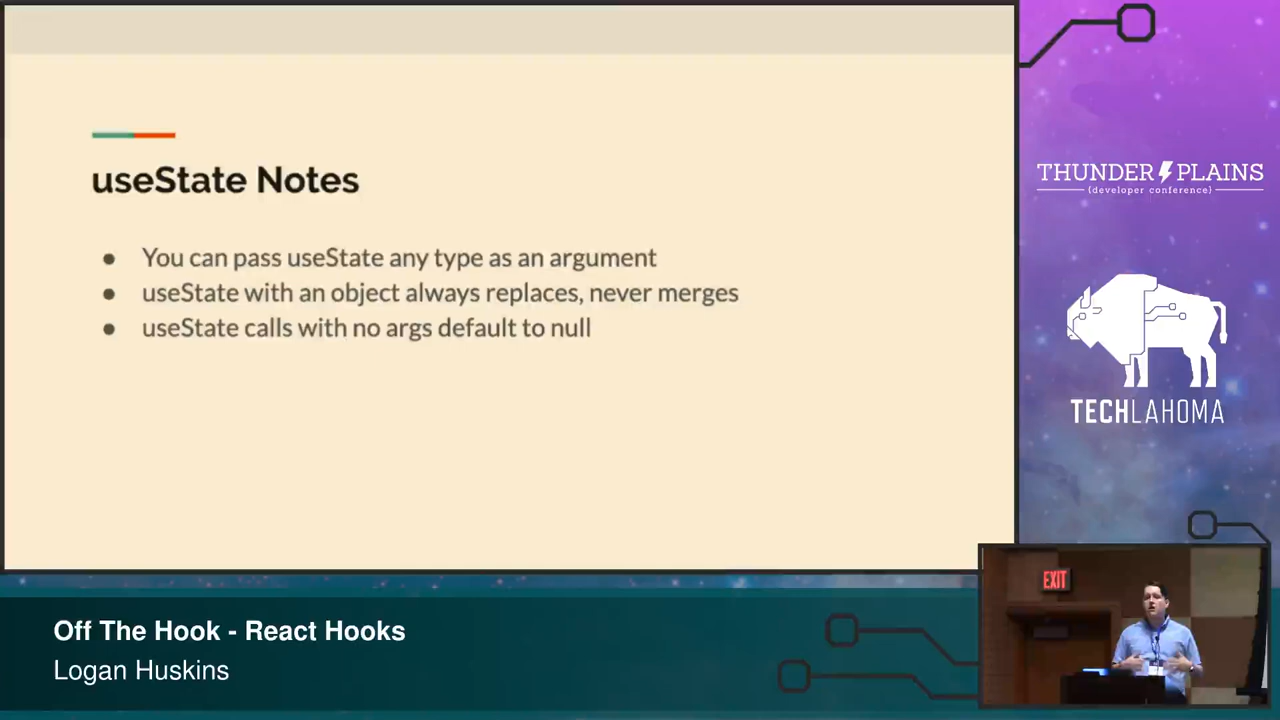 useState Notes
● You can pass useState any type as an argument
● useState with an object always replaces, never merges
● useState calls with no args default to null
THUNDER PLAINS
{developer conference}
TECHLAHOMA
EXIT
Off The Hook - React Hooks
Logan Huskins